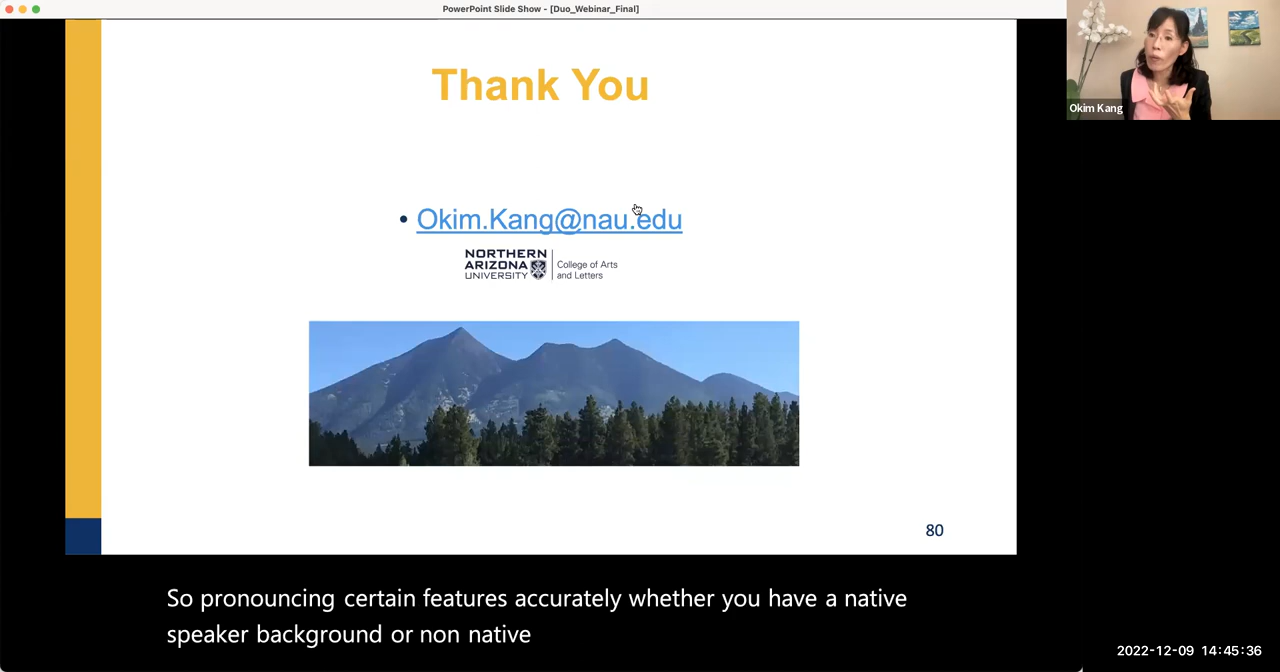 PowerPoint Slide Show - [Duo_Webinar_Final]
Thank You
• Okim.Kang@nau.edu
NORTHERN
ARIZONA
UNIVERSITY
College of Arts
and Letters
80
Okim Kang
So pronouncing certain features accurately whether you have a native
speaker background or non native
2022-12-09 14:45:36